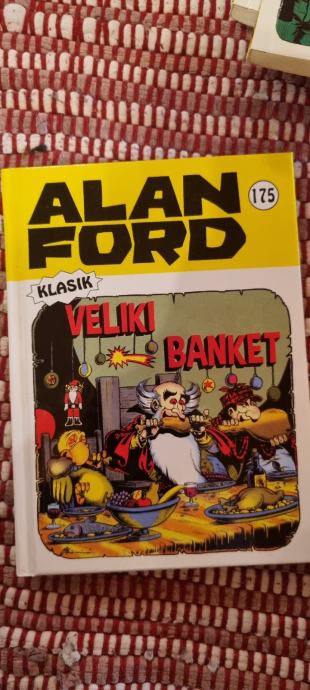 ALAN
FORD
175
KLASIK
VELIKI
BANKET